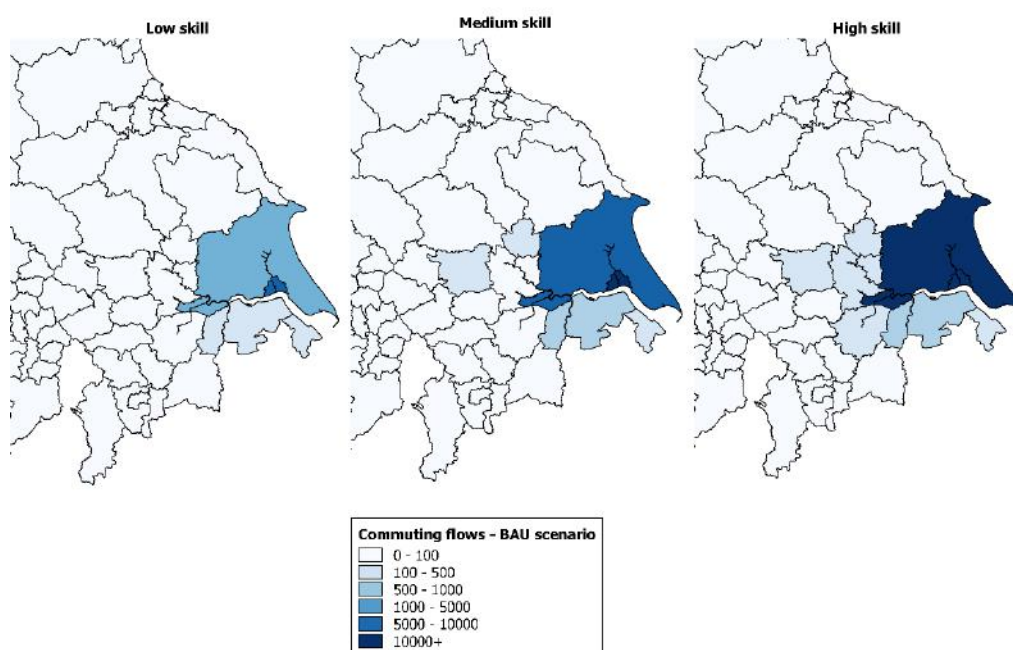 Low skill
Medium skill
High skill
Commuting flows - BAU scenario
0 - 100
100 - 500
500 - 1000
1000 - 5000
5000 - 10000
10000+